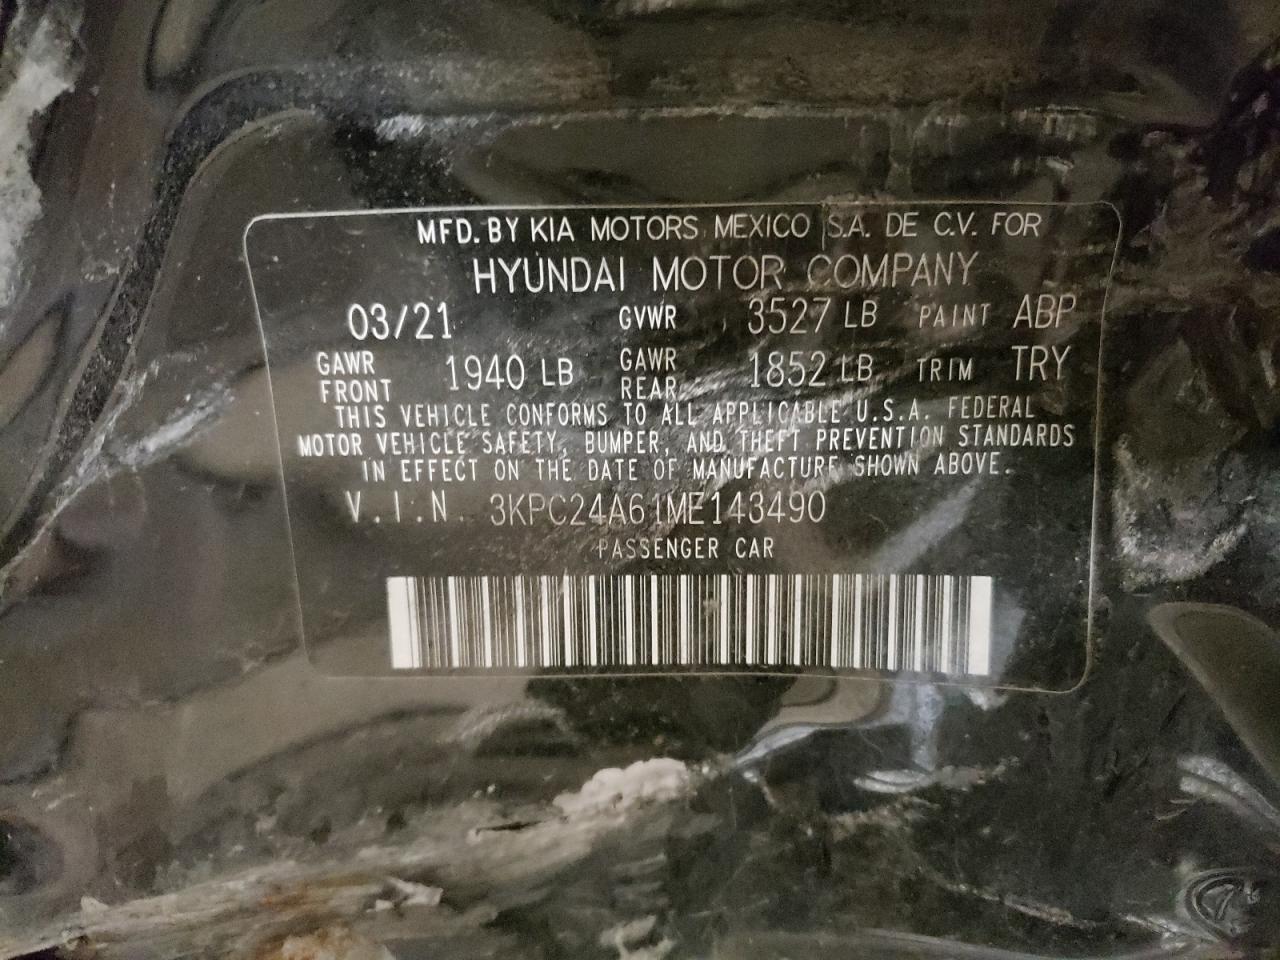 MFD. BY KIA MOTORS MEXICO S.A. DE C.V. FOR
HYUNDAI MOTOR COMPANY
03/21 GVWR 3527 LB PAINT ABP
GAWR FRONT 1940 LB GAWR REAR 1852 LB TRIM TRY
THIS VEHICLE CONFORMS TO ALL APPLICABLE U.S.A. FEDERAL
MOTOR VEHICLE SAFETY, BUMPER, AND THEFT PREVENTION STANDARDS
IN EFFECT ON THE DATE OF MANUFACTURE SHOWN ABOVE.
V.I.N. 3KPC24A61ME143490
PASSENGER CAR